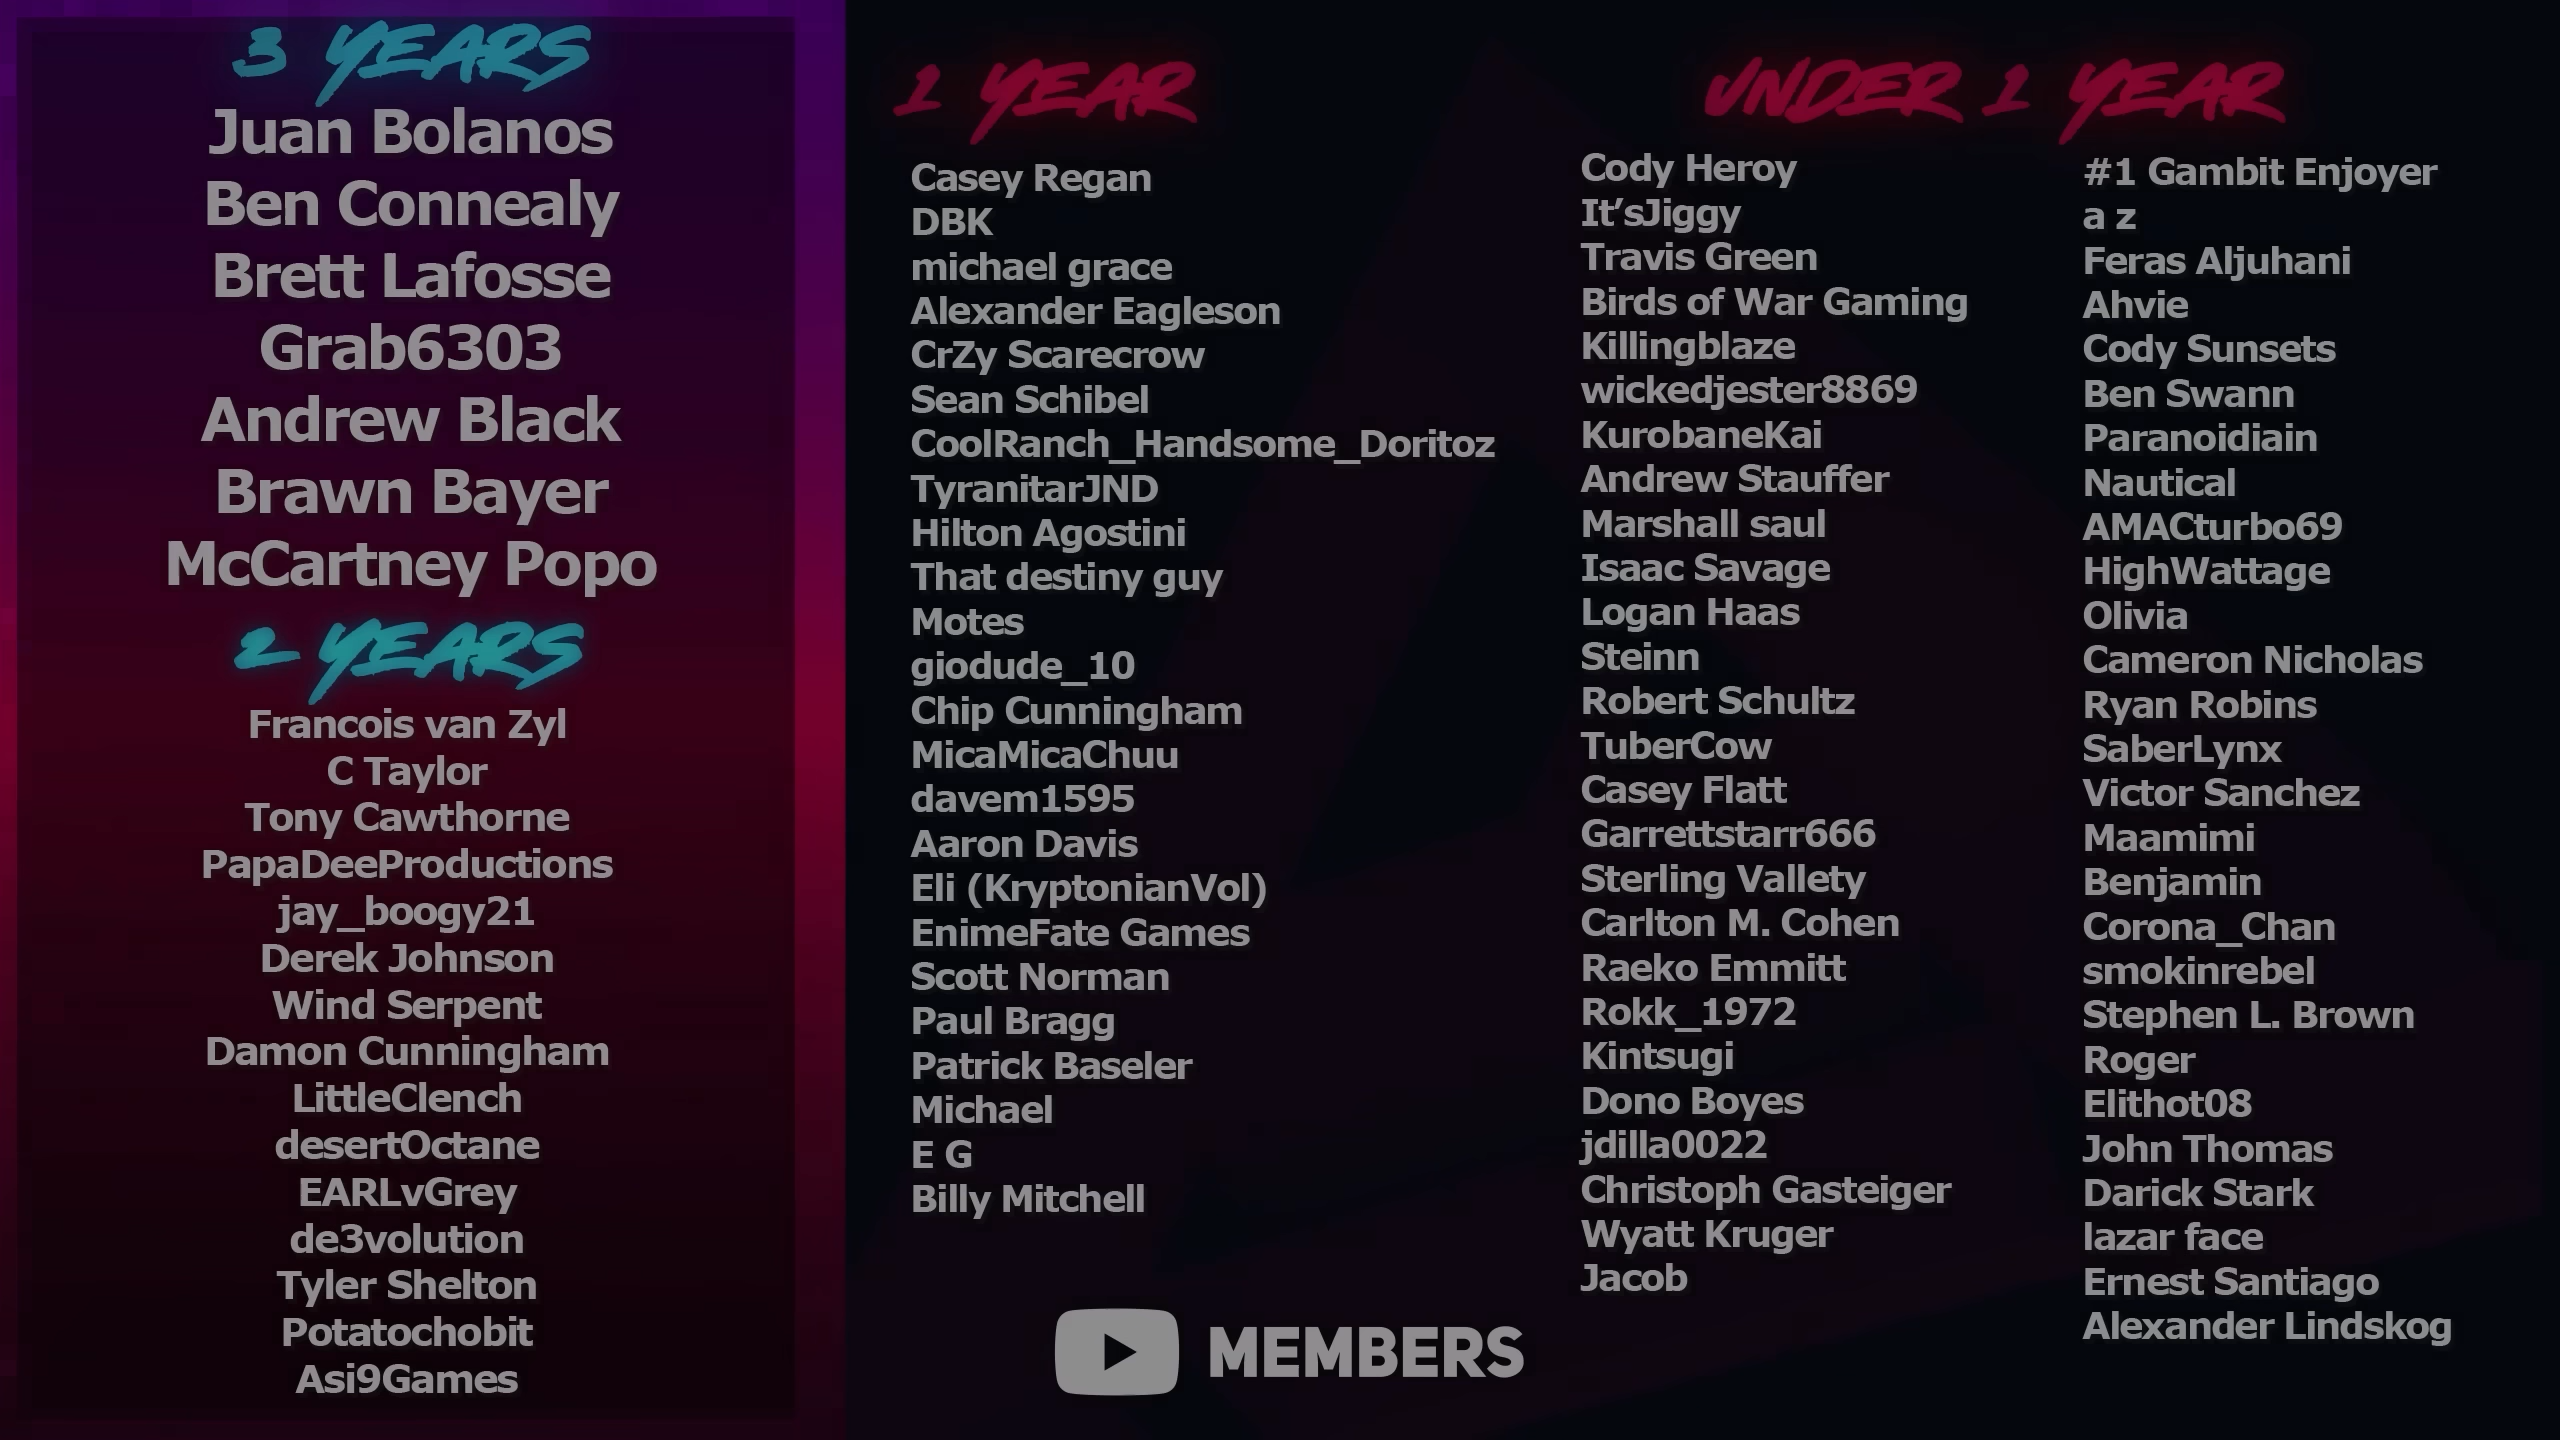 3 YEARS
Juan Bolanos
Ben Connealy
Brett Lafosse
Grab6303
Andrew Black
Brawn Bayer
McCartney Popo
2 YEARS
Francois van Zyl
C Taylor
Tony Cawthorne
PapaDeeProductions
jay_boogy21
Derek Johnson
Wind Serpent
Damon Cunningham
LittleClench
desertOctane
EARLvGrey
de3volution
Tyler Shelton
Potatochobit
Asi9Games
1 YEAR
Casey Regan
DBK
michael grace
Alexander Eagleson
CrZy Scarecrow
Sean Schibel
CoolRanch_Handsome_Doritoz
TyranitarJND
Hilton Agostini
That destiny guy
Motes
giodude_10
Chip Cunningham
MicaMicaChuu
davem1595
Aaron Davis
Eli (KryptonianVol)
EnimeFate Games
Scott Norman
Paul Bragg
Patrick Baseler
Michael
E G
Billy Mitchell
UNDER 1 YEAR
Cody Heroy
It’sJiggy
Travis Green
Birds of War Gaming
Killingblaze
wickedjester8869
KurobaneKai
Andrew Stauffer
Marshall saul
Isaac Savage
Logan Haas
Steinn
Robert Schultz
TuberCow
Casey Flatt
Garrettstarr666
Sterling Vallety
Carlton M. Cohen
Raeko Emmitt
Rokk_1972
Kintsugi
Dono Boyes
jdilla0022
Christoph Gasteiger
Wyatt Kruger
Jacob
#1 Gambit Enjoyer
a z
Feras Aljuhani
Ahvie
Cody Sunsets
Ben Swann
Paranoidiain
Nautical
AMACturbo69
HighWattage
Olivia
Cameron Nicholas
Ryan Robins
SaberLynx
Victor Sanchez
Maamimi
Benjamin
Corona_Chan
smokinrebel
Stephen L. Brown
Roger
Elithot08
John Thomas
Darick Stark
lazar face
Ernest Santiago
Alexander Lindskog
MEMBERS